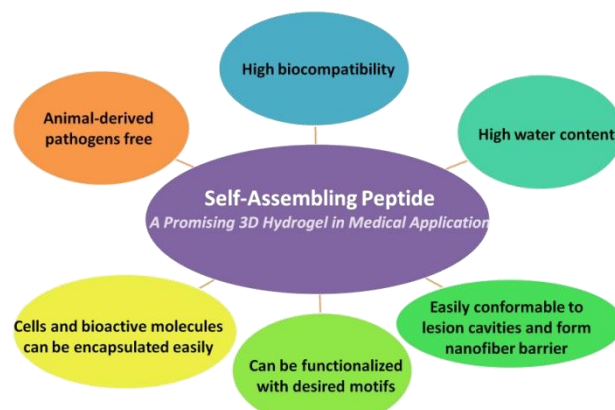 High biocompatibility
Animal-derived
pathogens free
High water content
Self-Assembling Peptide
A Promising 3D Hydrogel in Medical Application
Cells and bioactive molecules
can be encapsulated easily
Can be functionalized
with desired motifs
Easily conformable to
lesion cavities and form
nanofiber barrier